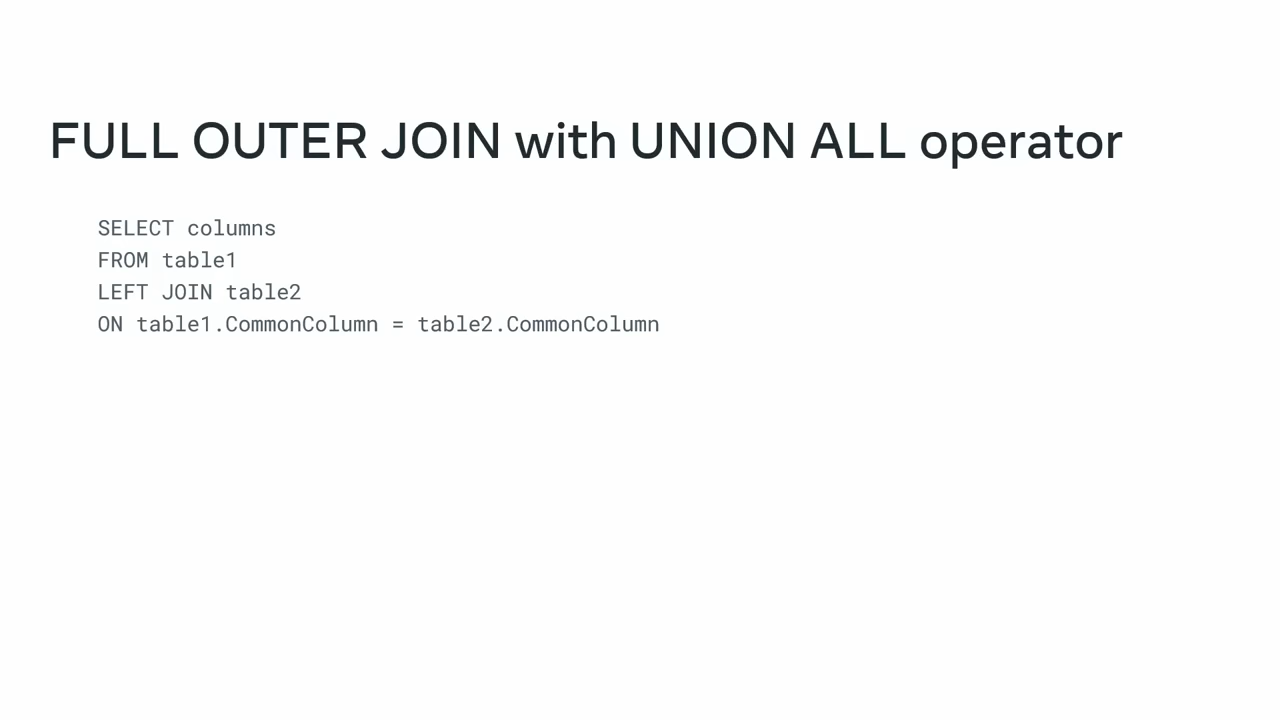 FULL OUTER JOIN with UNION ALL operator
SELECT columns
FROM table1
LEFT JOIN table2
ON table1.CommonColumn = table2.CommonColumn